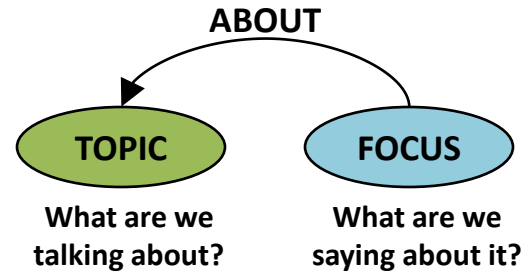 ABOUT
TOPIC
FOCUS
What are we
talking about?
What are we
saying about it?